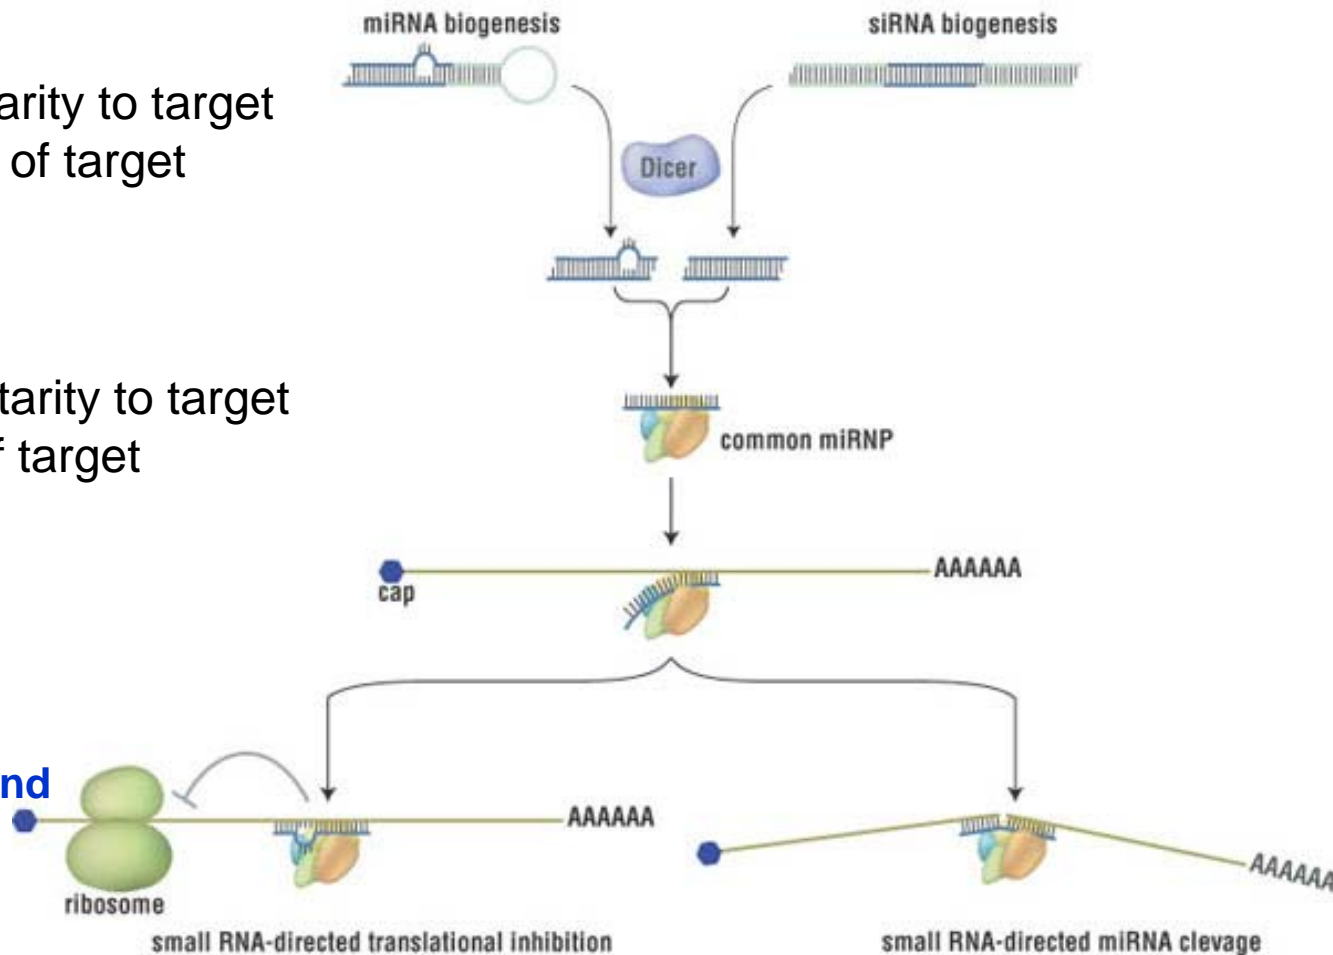 miRNA biogenesis
siRNA biogenesis
arity to target
of target
Dicer
tarity to target
f target
common miRNP
cap
AAAAAA
nd
AAAAAA
AAAAAA
ribosome
small RNA-directed translational inhibition
small RNA-directed miRNA clevage